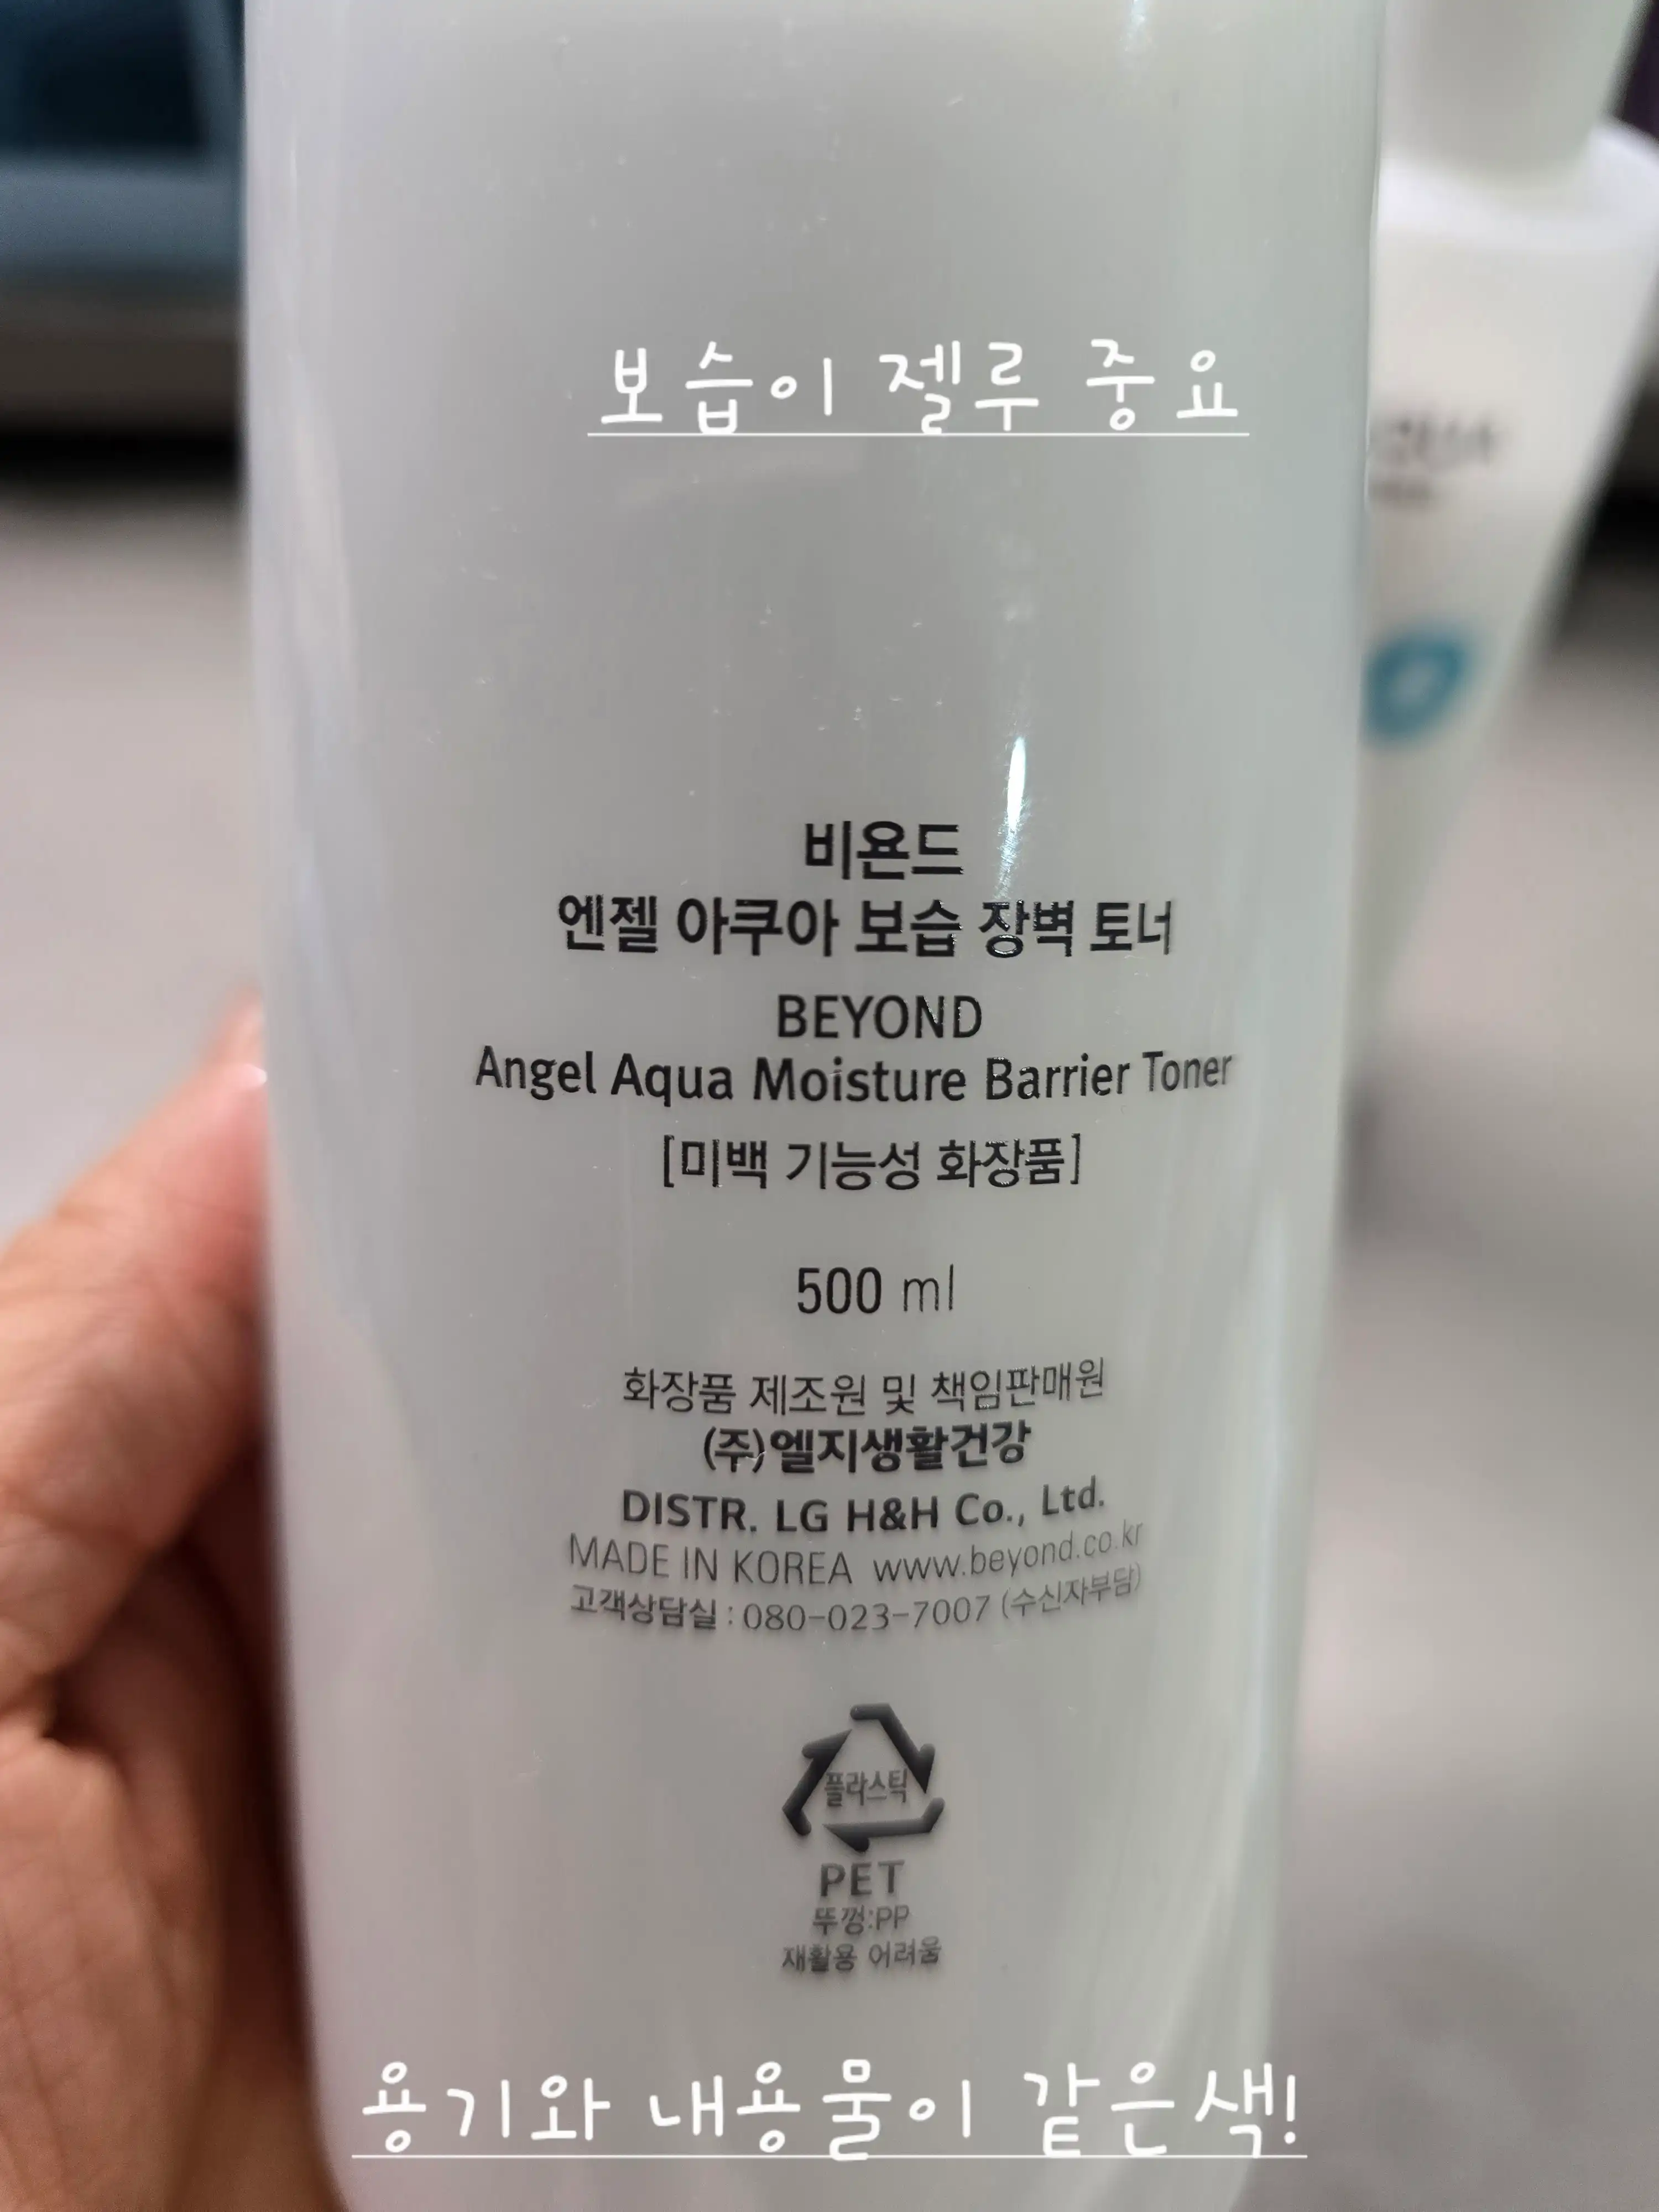 보습이 젤루 중요
비욘드
엔젤 아쿠아 보습 장벽 토너
BEYOND
Angel Aqua Moisture Barrier Toner
[미백 기능성 화장품]
500 ml
화장품 제조원 및 책임판매원
(주)엘지생활건강
DISTR. LG H&H Co., Ltd.
MADE IN KOREA www.beyond.co.kr
고객상담실 : 080-023-7007 (수신자부담)
플라스틱
PET
뚜껑:PP
재활용 어려움
용기와 내용물이 같은색!